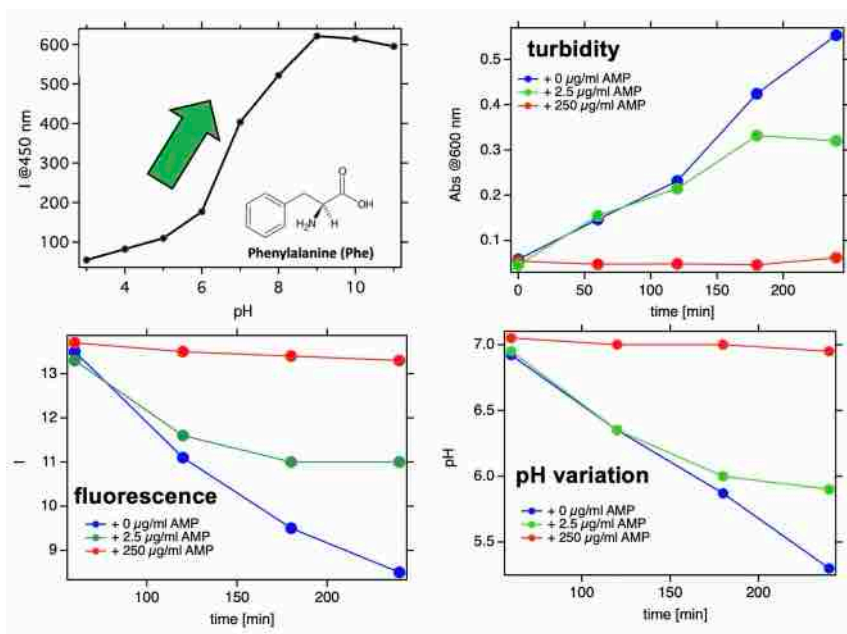 600
500
400
300
200
100
I @450 nm
4
6
8
10
pH
O
OH
H₂N
H
Phenylalanine (Phe)
turbidity
+ 0 µg/ml AMP
+ 2.5 µg/ml AMP
+ 250 µg/ml AMP
0.5
0.4
0.3
0.2
0.1
Abs @600 nm
0
50
100
150
200
time [min]
13
12
11
10
9
I
fluorescence
+ 0 µg/ml AMP
+ 2.5 µg/ml AMP
+ 250 µg/ml AMP
100
150
200
time [min]
7.0
6.5
6.0
5.5
pH
pH variation
+ 0 µg/ml AMP
+ 2.5 µg/ml AMP
+ 250 µg/ml AMP
100
150
200
time [min]